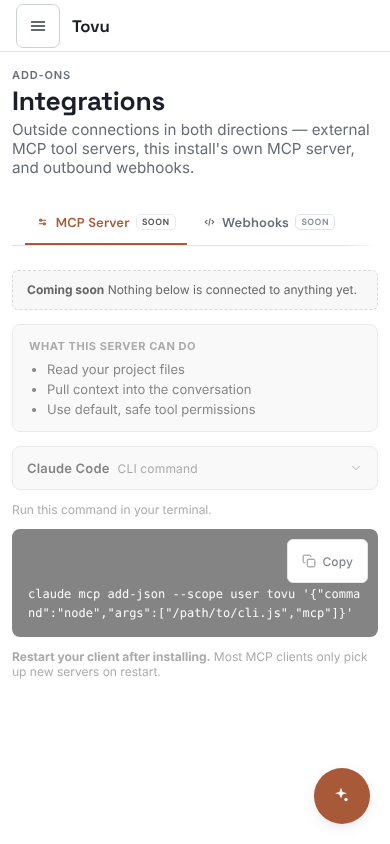 Tovu
ADD-ONS
Integrations
Outside connections in both directions — external
MCP tool servers, this install's own MCP server,
and outbound webhooks.
MCP Server SOON Webhooks SOON
Coming soon Nothing below is connected to anything yet.
WHAT THIS SERVER CAN DO
• Read your project files
• Pull context into the conversation
• Use default, safe tool permissions
Claude Code CLI command
Run this command in your terminal.
Copy
claude mcp add-json --scope user tovu '{"comma
nd":"node","args":["/path/to/cli.js","mcp"]}'
Restart your client after installing. Most MCP clients only pick
up new servers on restart.